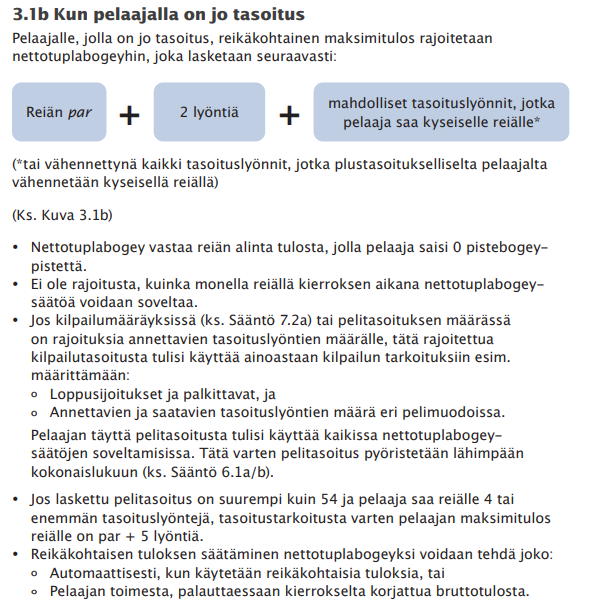 3.1b Kun pelaajalla on jo tasoitus
Pelaajalle, jolla on jo tasoitus, reikäkohtainen maksimitulos rajoitetaan
nettotuplabogeyhin, joka lasketaan seuraavasti:
Reiän par + 2 lyöntiä + mahdolliset tasoituslyönnit, jotka
pelaaja saa kyseiselle reiälle*
(*tai vähennettynä kaikki tasoituslyönnit, jotka plustasoitukselliselta pelaajalta
vähennetään kyseisellä reiällä)
(Ks. Kuva 3.1b)
• Nettotuplabogey vastaa reiän alinta tulosta, jolla pelaaja saisi 0 pistebogey-
pistettä.
• Ei ole rajoitusta, kuinka monella reiällä kierroksen aikana nettotuplabogey-
säätöä voidaan soveltaa.
• Jos kilpailumääräyksissä (ks. Sääntö 7.2a) tai pelitasoituksen määrässä
on rajoituksia annettavien tasoituslyöntien määrälle, tätä rajoitettua
kilpailutasoitusta tulisi käyttää ainoastaan kilpailun tarkoituksiin esim.
määrittämään:
o Loppusijoitukset ja palkittavat, ja
o Annettavien ja saatavien tasoituslyöntien määrä eri pelimuodoissa.
Pelaajan täyttä pelitasoitusta tulisi käyttää kaikissa nettotuplabogey-
säätöjen soveltamisissa. Tätä varten pelitasoitus pyöristetään lähimpään
kokonaislukuun (ks. Sääntö 6.1a/b).
• Jos laskettu pelitasoitus on suurempi kuin 54 ja pelaaja saa reiälle 4 tai
enemmän tasoituslyöntejä, tasoitustarkoitusta varten pelaajan maksimitulos
reiälle on par + 5 lyöntiä.
• Reikäkohtaisen tuloksen säätäminen nettotuplabogeyksi voidaan tehdä joko:
o Automaattisesti, kun käytetään reikäkohtaisia tuloksia, tai
o Pelaajan toimesta, palauttaessaan kierrokselta korjattua bruttotulosta.